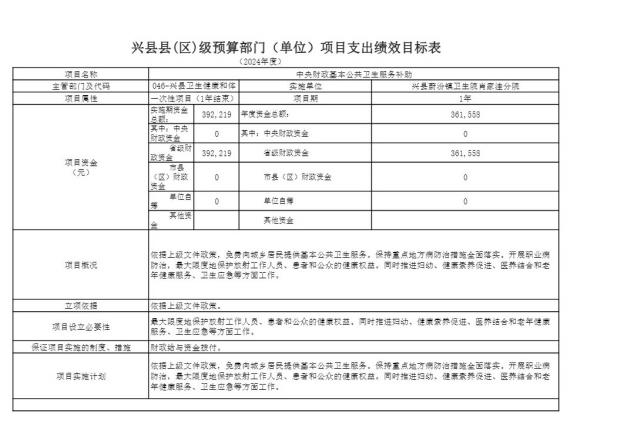 兴县县(区)级预算部门（单位）项目支出绩效目标表
（2024年度）
项目名称 中央财政基本公共卫生服务补助
主管部门及代码 046-兴县卫生健康和体 实施单位 兴县蔚汾镇卫生院肖家洼分院
项目属性 一次性项目（1年结束） 项目期 1年
项目资金
（元）
实施期资金
总额： 392,219 年度资金总额： 361,558
其中：中央
财政资金 0 其中：中央财政资金 0
省级财
政资金 392,219 省级财政资金 361,558
市县
（区）财政
资金 0 市县（区）财政资金 0
单位自
筹 0 单位自筹 0
其他资
金 其他资金
项目概况
依据上级文件政策，免费向城乡居民提供基本公共卫生服务。保持重点地方病防治措施全面落实。开展职业病
防治，最大限度地保护放射工作人员、患者和公众的健康权益。同时推进妇幼、健康素养促进、医养结合和老
年健康服务、卫生应急等方面工作。
立项依据 依据上级文件政策。
项目设立必要性
最大限度地保护放射工作人员、患者和公众的健康权益。同时推进妇幼、健康素养促进、医养结合和老年健康
服务、卫生应急等方面工作。
保证项目实施的制度、措施 财政给与资金拨付。
项目实施计划
依据上级文件政策，免费向城乡居民提供基本公共卫生服务。保持重点地方病防治措施全面落实。开展职业病
防治，最大限度地保护放射工作人员、患者和公众的健康权益。同时推进妇幼、健康素养促进、医养结合和老
年健康服务、卫生应急等方面工作。